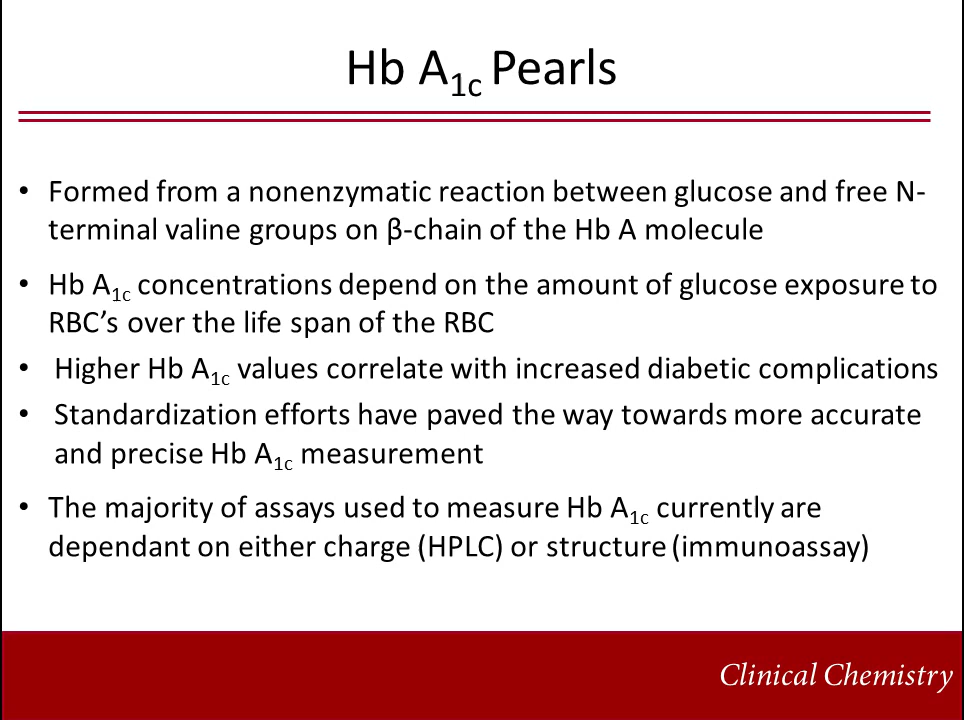 Hb A1c Pearls
• Formed from a nonenzymatic reaction between glucose and free N-
terminal valine groups on β-chain of the Hb A molecule
• Hb A1c concentrations depend on the amount of glucose exposure to
RBC’s over the life span of the RBC
• Higher Hb A1c values correlate with increased diabetic complications
• Standardization efforts have paved the way towards more accurate
and precise Hb A1c measurement
• The majority of assays used to measure Hb A1c currently are
dependant on either charge (HPLC) or structure (immunoassay)
Clinical Chemistry